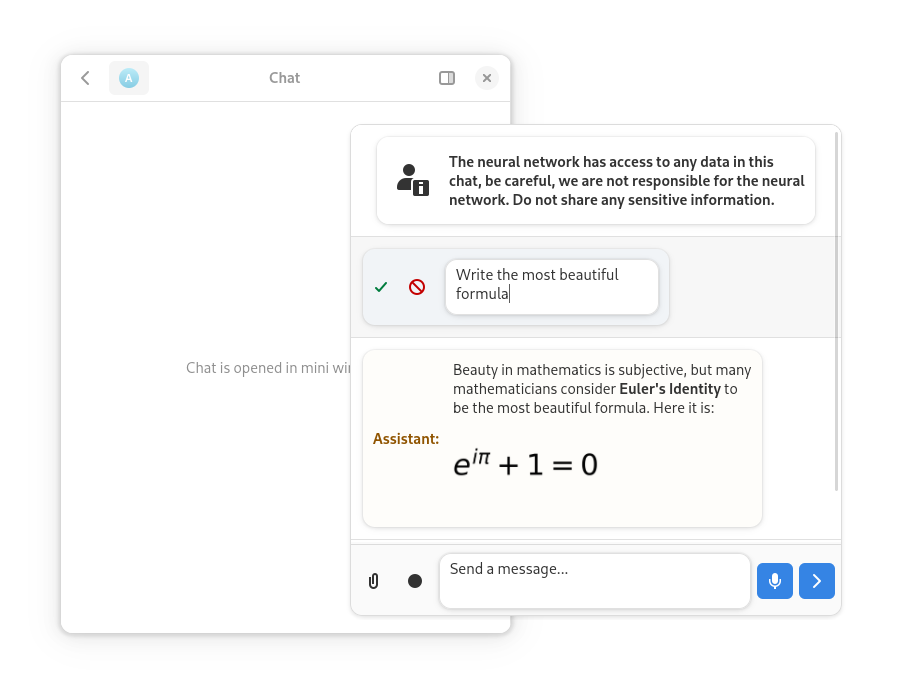 A
Chat
Chat is opened in mini win
The neural network has access to any data in this
chat, be careful, we are not responsible for the neural
network. Do not share any sensitive information.
Write the most beautiful
formula
Beauty in mathematics is subjective, but many
mathematicians consider Euler's Identity to
be the most beautiful formula. Here it is:
Assistant:
e^{iπ} + 1 = 0
Send a message...